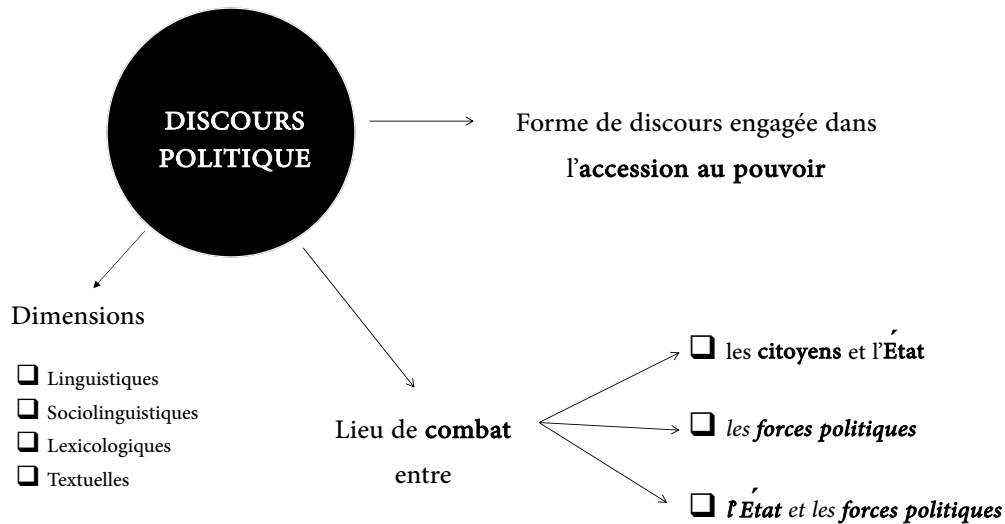 DISCOURS
POLITIQUE
Forme de discours engagée dans
l’accession au pouvoir
Dimensions
❑ Linguistiques
❑ Sociolinguistiques
❑ Lexicologiques
❑ Textuelles
Lieu de combat
entre
❑ les citoyens et l’État
❑ les forces politiques
❑ l’État et les forces politiques